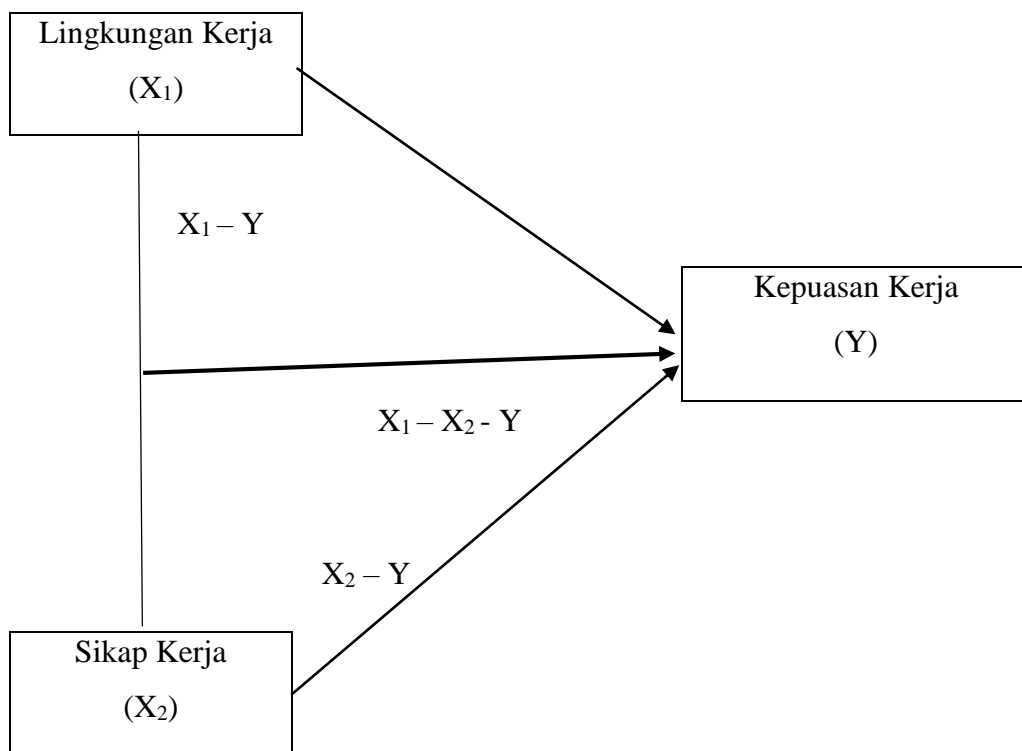 Lingkungan Kerja
(X₁)
X₁ – Y
Kepuasan Kerja
(Y)
X₁ – X₂ - Y
X₂ – Y
Sikap Kerja
(X₂)